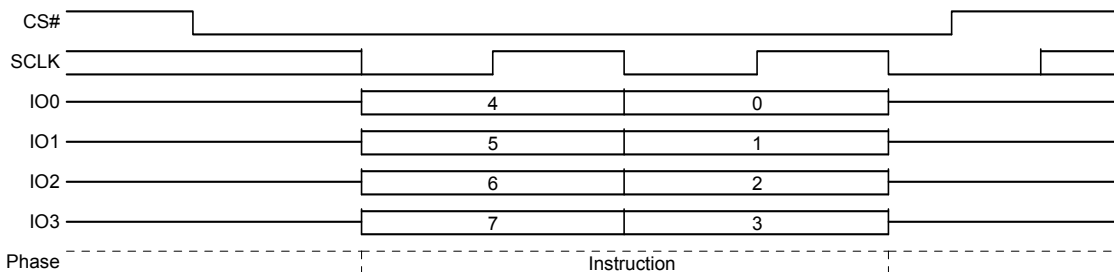 CS#
SCLK
IO0 4 0
IO1 5 1
IO2 6 2
IO3 7 3
Phase Instruction